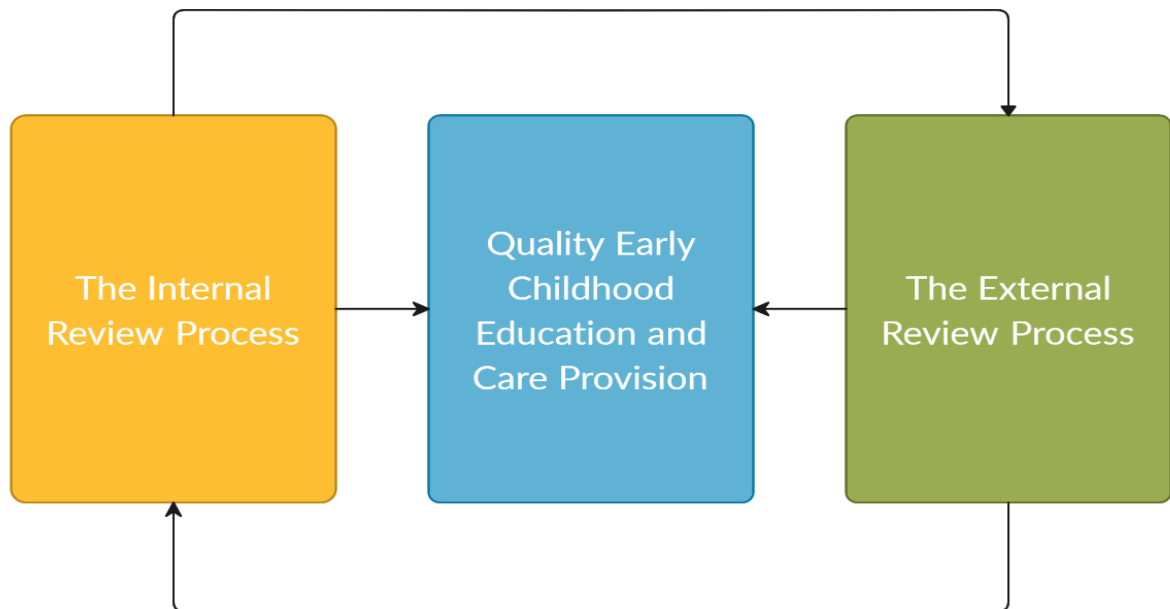 The Internal
Review Process
Quality Early
Childhood
Education and
Care Provision
The External
Review Process